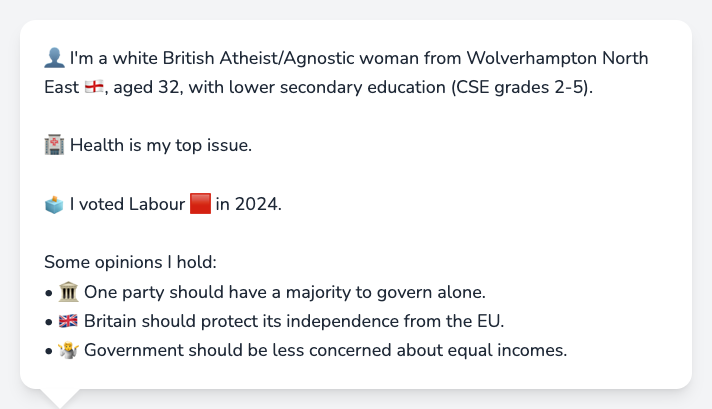 👤 I'm a white British Atheist/Agnostic woman from Wolverhampton North
East 🏴󠁧󠁢󠁥󠁮󠁧󠁿, aged 32, with lower secondary education (CSE grades 2-5).
🏥 Health is my top issue.
🗳️ I voted Labour 🟥 in 2024.
Some opinions I hold:
• 🏛️ One party should have a majority to govern alone.
• 🇬🇧 Britain should protect its independence from the EU.
• 🤷 Government should be less concerned about equal incomes.